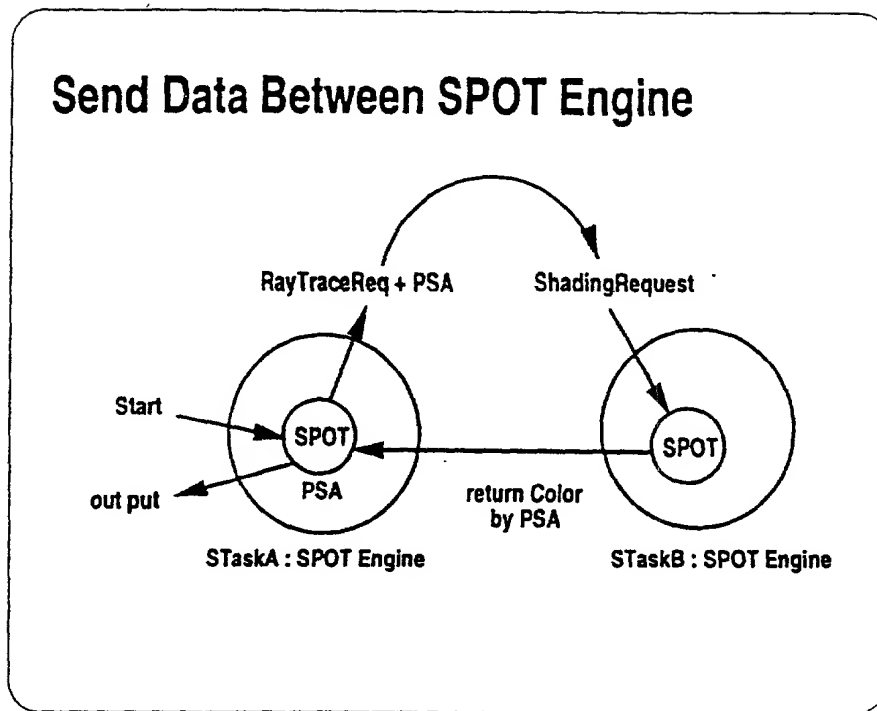 Send Data Between SPOT Engine
RayTraceReq + PSA
ShadingRequest
Start
SPOT
SPOT
PSA
out put
return Color
by PSA
STaskA : SPOT Engine
STaskB : SPOT Engine